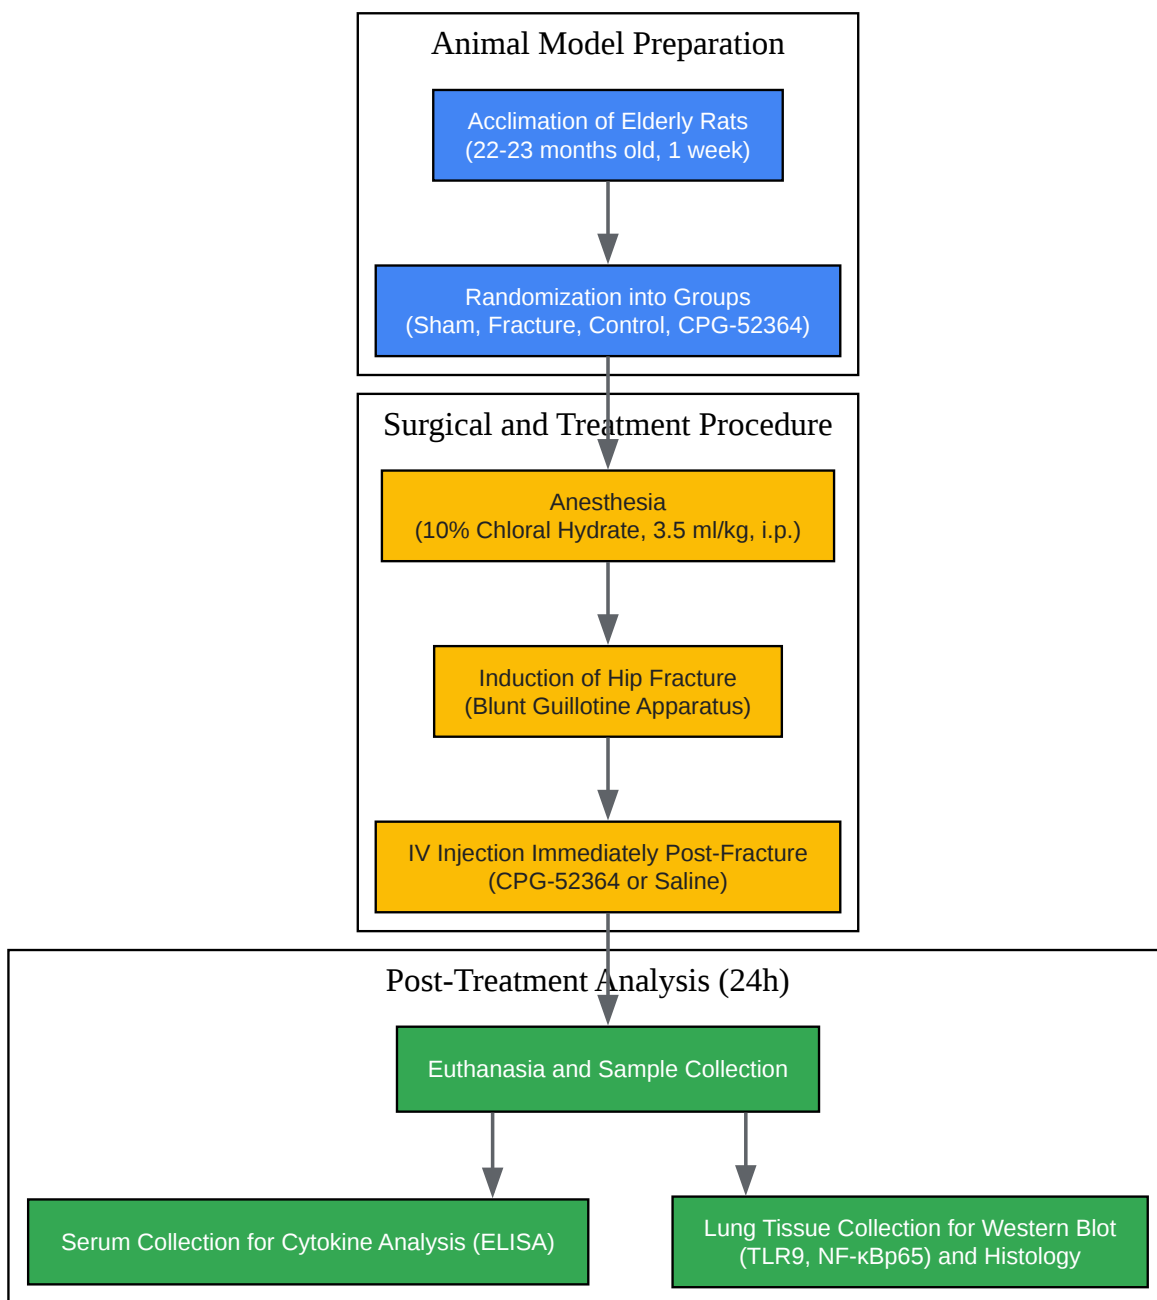 Animal Model Preparation
Acclimation of Elderly Rats
(22-23 months old, 1 week)
Randomization into Groups
(Sham, Fracture, Control, CPG-52364)
Surgical and Treatment Procedure
Anesthesia
(10% Chloral Hydrate, 3.5 ml/kg, i.p.)
Induction of Hip Fracture
(Blunt Guillotine Apparatus)
IV Injection Immediately Post-Fracture
(CPG-52364 or Saline)
Post-Treatment Analysis (24h)
Euthanasia and Sample Collection
Serum Collection for Cytokine Analysis (ELISA)
Lung Tissue Collection for Western Blot
(TLR9, NF-κBp65) and Histology